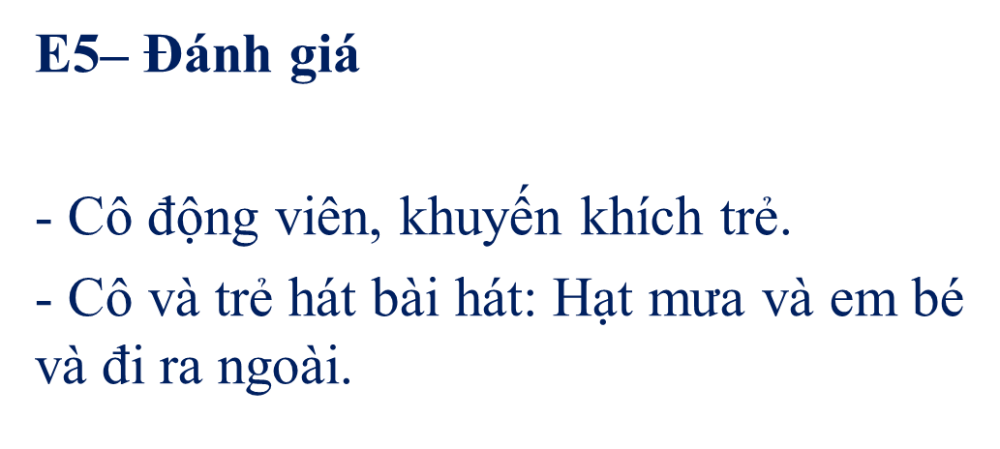 E5– Đánh giá
- Cô động viên, khuyến khích trẻ.
- Cô và trẻ hát bài hát: Hạt mưa và em bé
và đi ra ngoài.